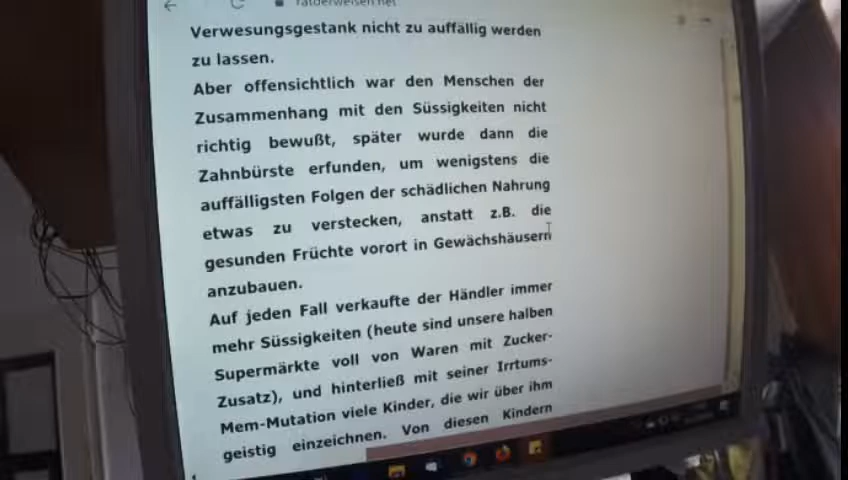 ratderweisen.net
Verwesungsgestank nicht zu auffällig werden
zu lassen.
Aber offensichtlich war den Menschen der
Zusammenhang mit den Süssigkeiten nicht
richtig bewußt, später wurde dann die
Zahnbürste erfunden, um wenigstens die
auffälligsten Folgen der schädlichen Nahrung
etwas zu verstecken, anstatt z.B. die
gesunden Früchte vorort in Gewächshäusern
anzubauen.
Auf jeden Fall verkaufte der Händler immer
mehr Süssigkeiten (heute sind unsere halben
Supermärkte voll von Waren mit Zucker-
Zusatz), und hinterließ mit seiner Irrtums-
Mem-Mutation viele Kinder, die wir über ihm
geistig einzeichnen. Von diesen Kindern